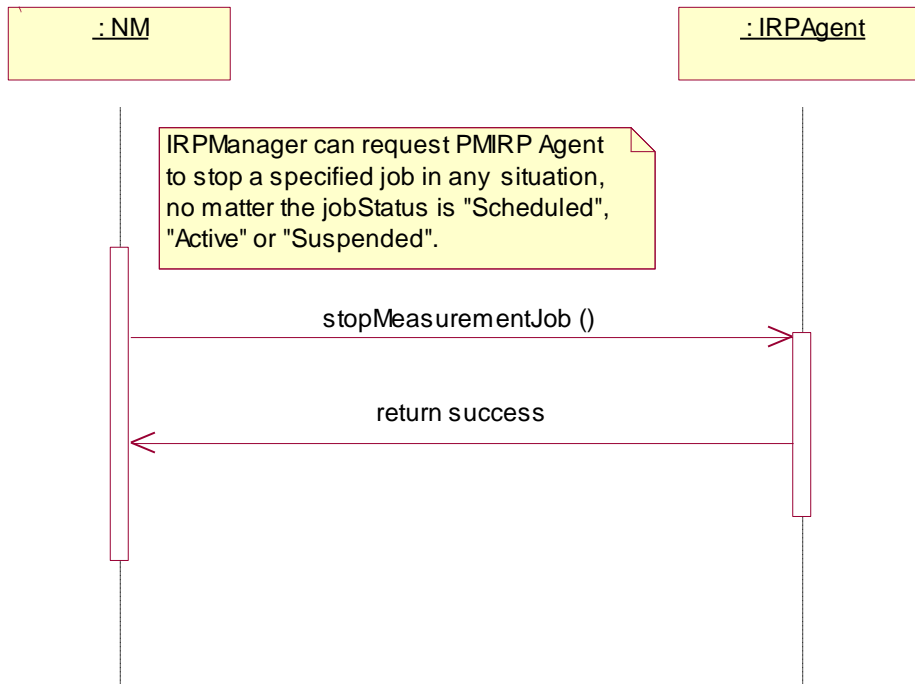 : NM
: IRPAgent
IRPManager can request PMIRP Agent
to stop a specified job in any situation,
no matter the jobStatus is "Scheduled",
"Active" or "Suspended".
stopMeasurementJob ()
return success